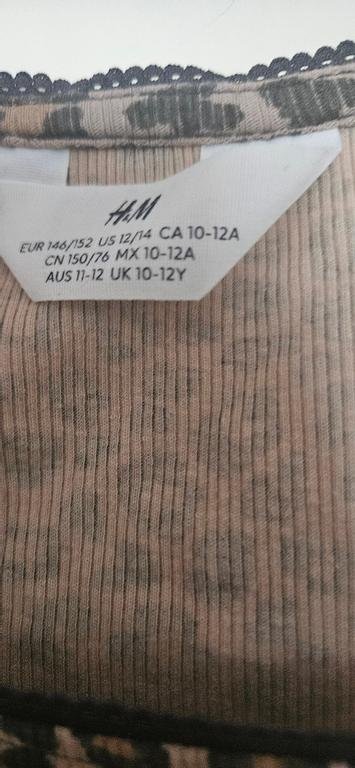 H&M
EUR 146/152 US 12/14 CA 10-12A
CN 150/76 MX 10-12A
AUS 11-12 UK 10-12Y